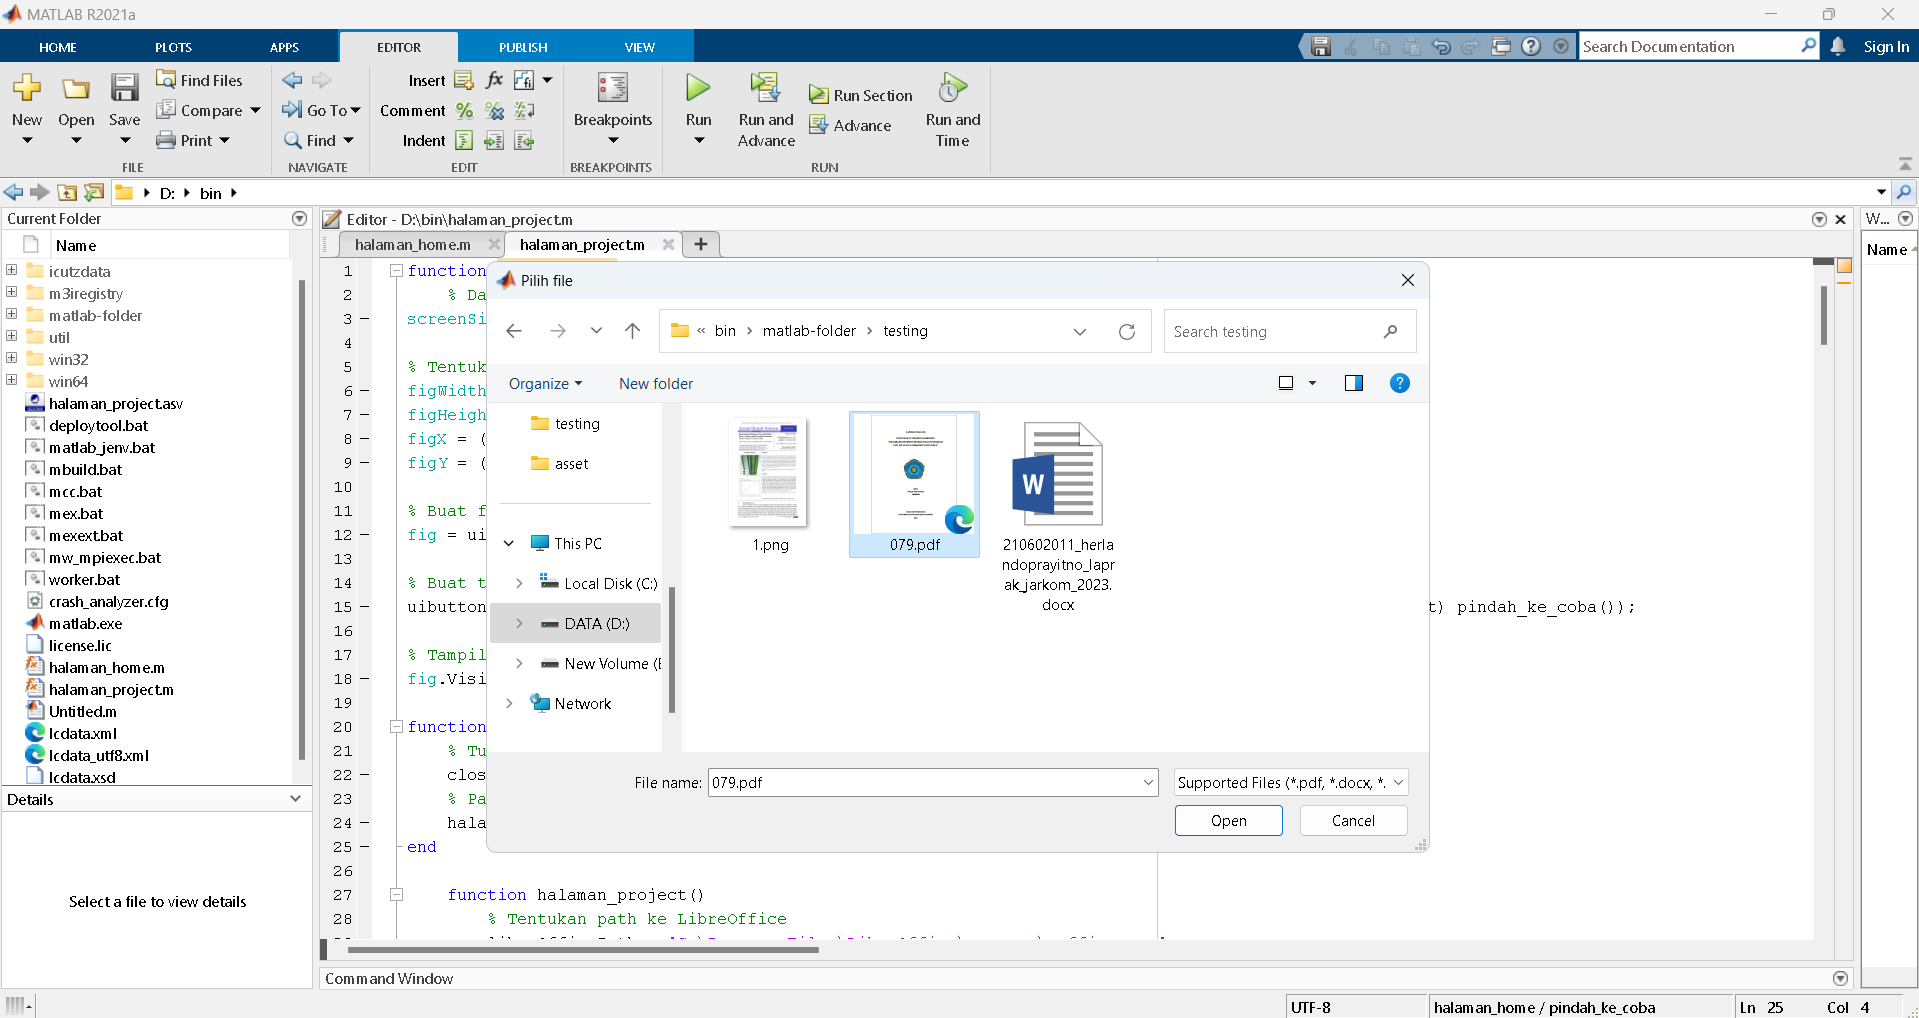 MATLAB R2021a
HOME PLOTS APPS EDITOR PUBLISH VIEW
Search Documentation
Sign In
New
Open
Save
Find Files
Compare
Print
FILE
Go To
Find
NAVIGATE
Insert
Comment
Indent
EDIT
Breakpoints
BREAKPOINTS
Run
Run and
Advance
Run Section
Advance
Run and
Time
RUN
D: bin
Current Folder
Name
icutzdata
m3iregistry
matlab-folder
util
win32
win64
halaman_project.asv
deploytool.bat
matlab_jenv.bat
mbuild.bat
mcc.bat
mex.bat
mexext.bat
mw_mpiexec.bat
worker.bat
crash_analyzer.cfg
matlab.exe
license.lic
halaman_home.m
halaman_project.m
Untitled.m
lcdata.xml
lcdata_utf8.xml
lcdata.xsd
Details
Select a file to view details
Editor - D:\bin\halaman_project.m
halaman_home.m halaman_project.m
W...
Name
1 function
2 % Da
3 screenSi
4
5 % Tentuk
6 figWidth
7 figHeigh
8 figX = (
9 figY = (
10
11 % Buat f
12 fig = ui
13
14 % Buat t
15 uibutton t) pindah_ke_coba());
16
17 % Tampil
18 fig.Visi
19
20 function
21 % Tu
22 clos
23 % Pa
24 hala
25 end
26
27 function halaman_project()
28 % Tentukan path ke LibreOffice
Pilih file
« bin > matlab-folder > testing
Search testing
Organize
New folder
testing
asset
This PC
Local Disk (C:)
DATA (D:)
New Volume (E
Network
1.png
079.pdf
210602011_herla
ndoprayitno_lapr
ak_jarkom_2023.
docx
File name: 079.pdf
Supported Files (*.pdf, *.docx, *.
Open
Cancel
Command Window
UTF-8
halaman_home / pindah_ke_coba
Ln 25 Col 4